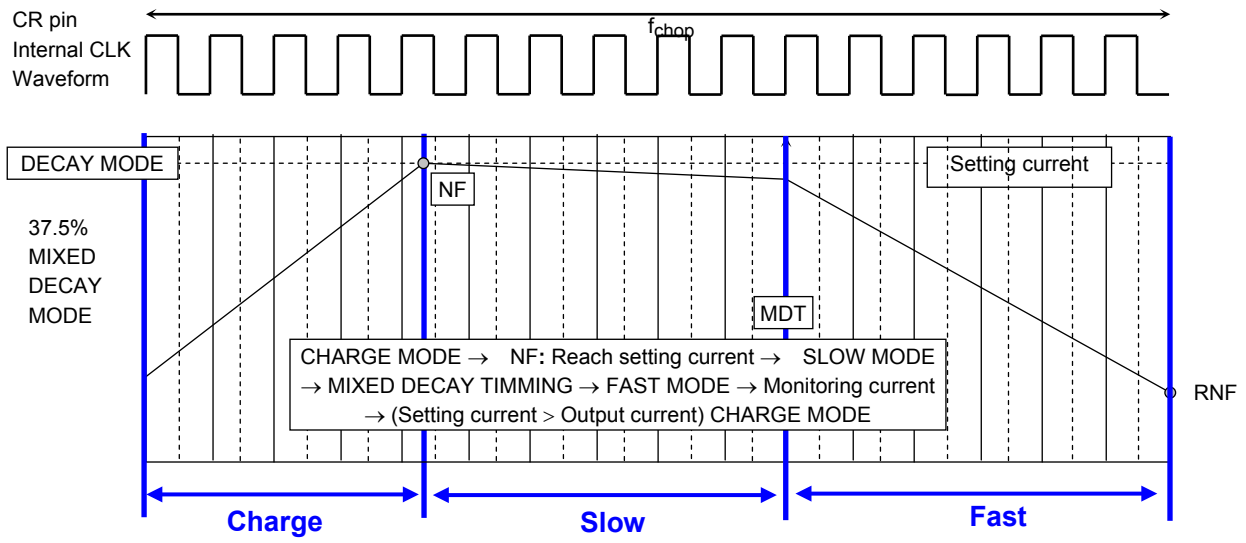 CR pin
Internal CLK
Waveform
fchop
DECAY MODE
Setting current
NF
37.5%
MIXED
DECAY
MODE
MDT
CHARGE MODE → NF: Reach setting current → SLOW MODE
→ MIXED DECAY TIMMING → FAST MODE → Monitoring current
→ (Setting current > Output current) CHARGE MODE
RNF
Charge
Slow
Fast